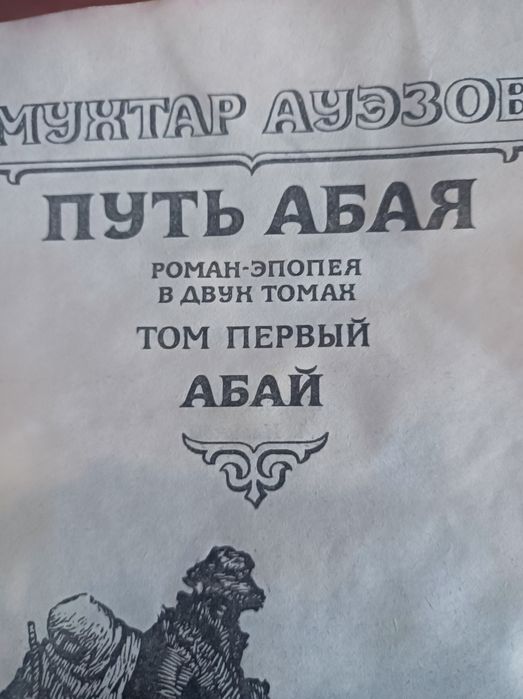 МУХТАР АУЭЗОВ
ПУТЬ АБАЯ
РОМАН-ЭПОПЕЯ
В ДВУХ ТОМАХ
ТОМ ПЕРВЫЙ
АБАЙ